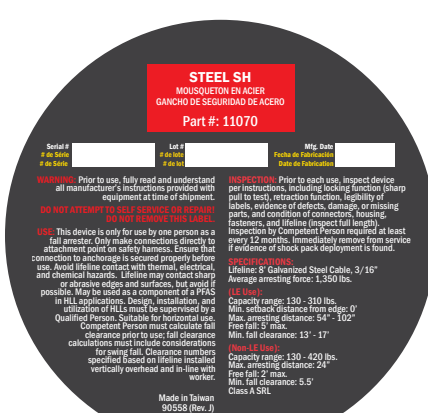 STEEL SH
MOUSQUETON EN ACIER
GANCHO DE SEGURIDAD DE ACERO
Part #: 11070
Serial #
# de Série
# de Série
Lot #
# de lote
# de lot
Mfg. Date
Fecha de Fabricación
Date de Fabrication
WARNING: Prior to use, fully read and understand
all manufacturer's instructions provided with
equipment at time of shipment.
DO NOT ATTEMPT TO SELF SERVICE OR REPAIR!
DO NOT REMOVE THIS LABEL.
USE: This device is only for use by one person as a
fall arrester. Only make connections directly to
attachment point on safety harness. Ensure that
connection to anchorage is secured properly before
use. Avoid lifeline contact with thermal, electrical,
and chemical hazards. Lifeline may contact sharp
or abrasive edges and surfaces, but avoid if
possible. May be used as a component of a PFAS
in HLL applications. Design, installation, and
utilization of HLLs must be supervised by a
Qualified Person. Suitable for horizontal use.
Competent Person must calculate fall
clearance prior to use; fall clearance
calculations must include considerations
for swing fall. Clearance numbers
specified based on lifeline installed
vertically overhead and in-line with
worker.
Made in Taiwan
90558 (Rev. J)
INSPECTION: Prior to each use, inspect device
per instructions, including locking function (sharp
pull to test), retraction function, legibility of
labels, evidence of defects, damage, or missing
parts, and condition of connectors, housing,
fasteners, and lifeline (inspect full length).
Inspection by Competent Person required at least
every 12 months. Immediately remove from service
if evidence of shock pack deployment is found.
SPECIFICATIONS:
Lifeline: 8' Galvanized Steel Cable, 3/16"
Average arresting force: 1,350 lbs.
(LE Use):
Capacity range: 130 - 310 lbs.
Min. setback distance from edge: 0'
Max. arresting distance: 54" - 102"
Free fall: 5' max.
Min. fall clearance: 13' - 17'
(Non-LE Use):
Capacity range: 130 - 420 lbs.
Max. arresting distance: 24"
Free fall: 2' max.
Min. fall clearance: 5.5'
Class A SRL